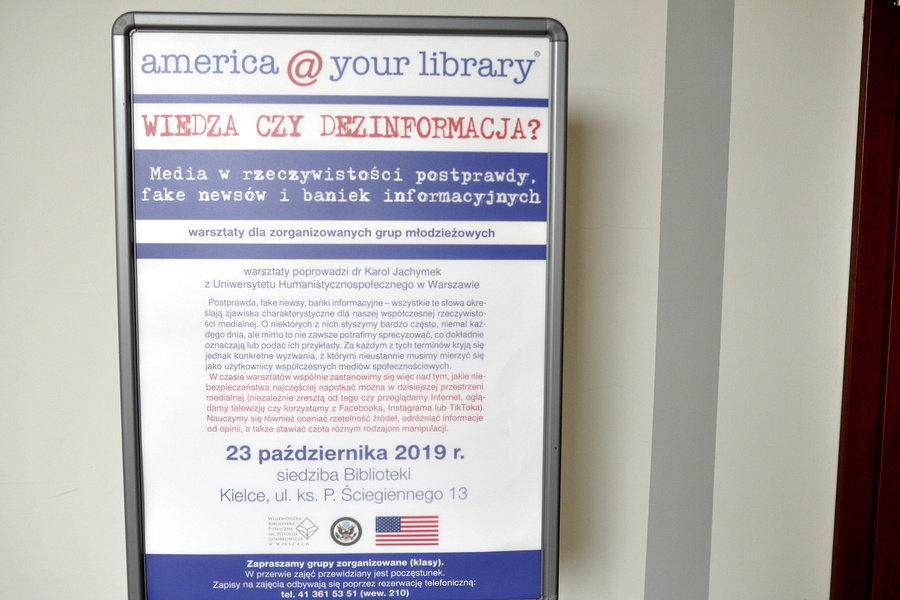 america @ your library®
WIEDZA CZY DEZINFORMACJA?
Media w rzeczywistości postprawdy,
fake newsów i baniek informacyjnych
warsztaty dla zorganizowanych grup młodzieżowych
warsztaty poprowadzi dr Karol Jachymek
z Uniwersytetu Humanistycznospołecznego w Warszawie
Postprawda, fake newsy, bańki informacyjne – wszystkie te słowa okre-
ślają zjawiska charakterystyczne dla naszej współczesnej rzeczywisto-
ści medialnej. O niektórych z nich słyszymy bardzo często, niemal każ-
dego dnia, ale mimo to nie zawsze potrafimy sprecyzować, co dokładnie
oznaczają lub podać ich przykłady. Za każdym z tych terminów kryją się
jednak konkretne wyzwania, z którymi nieustannie musimy mierzyć się
jako użytkownicy współczesnych mediów społecznościowych.
W czasie warsztatów wspólnie zastanowimy się więc nad tym, jakie nie-
bezpieczeństwa najczęściej napotkać można w dzisiejszej przestrzeni
medialnej (niezależnie zresztą od tego czy przeglądamy Internet, oglą-
damy telewizję czy korzystamy z Facebooka, Instagrama lub TikToka).
Nauczymy się również oceniać rzetelność źródeł, odróżniać informacje
od opinii, a także stawiać czoła różnym rodzajom manipulacji.
23 października 2019 r.
siedziba Biblioteki
Kielce, ul. ks. P. Ściegiennego 13
WOJEWÓDZKA
BIBLIOTEKA
PUBLICZNA
IM. WITOLDA
GOMBROWICZA
W KIELCACH
Zapraszamy grupy zorganizowane (klasy).
W przerwie zajęć przewidziany jest poczęstunek.
Zapisy na zajęcia odbywają się poprzez rezerwację telefoniczną:
tel. 41 361 53 51 (wew. 210)